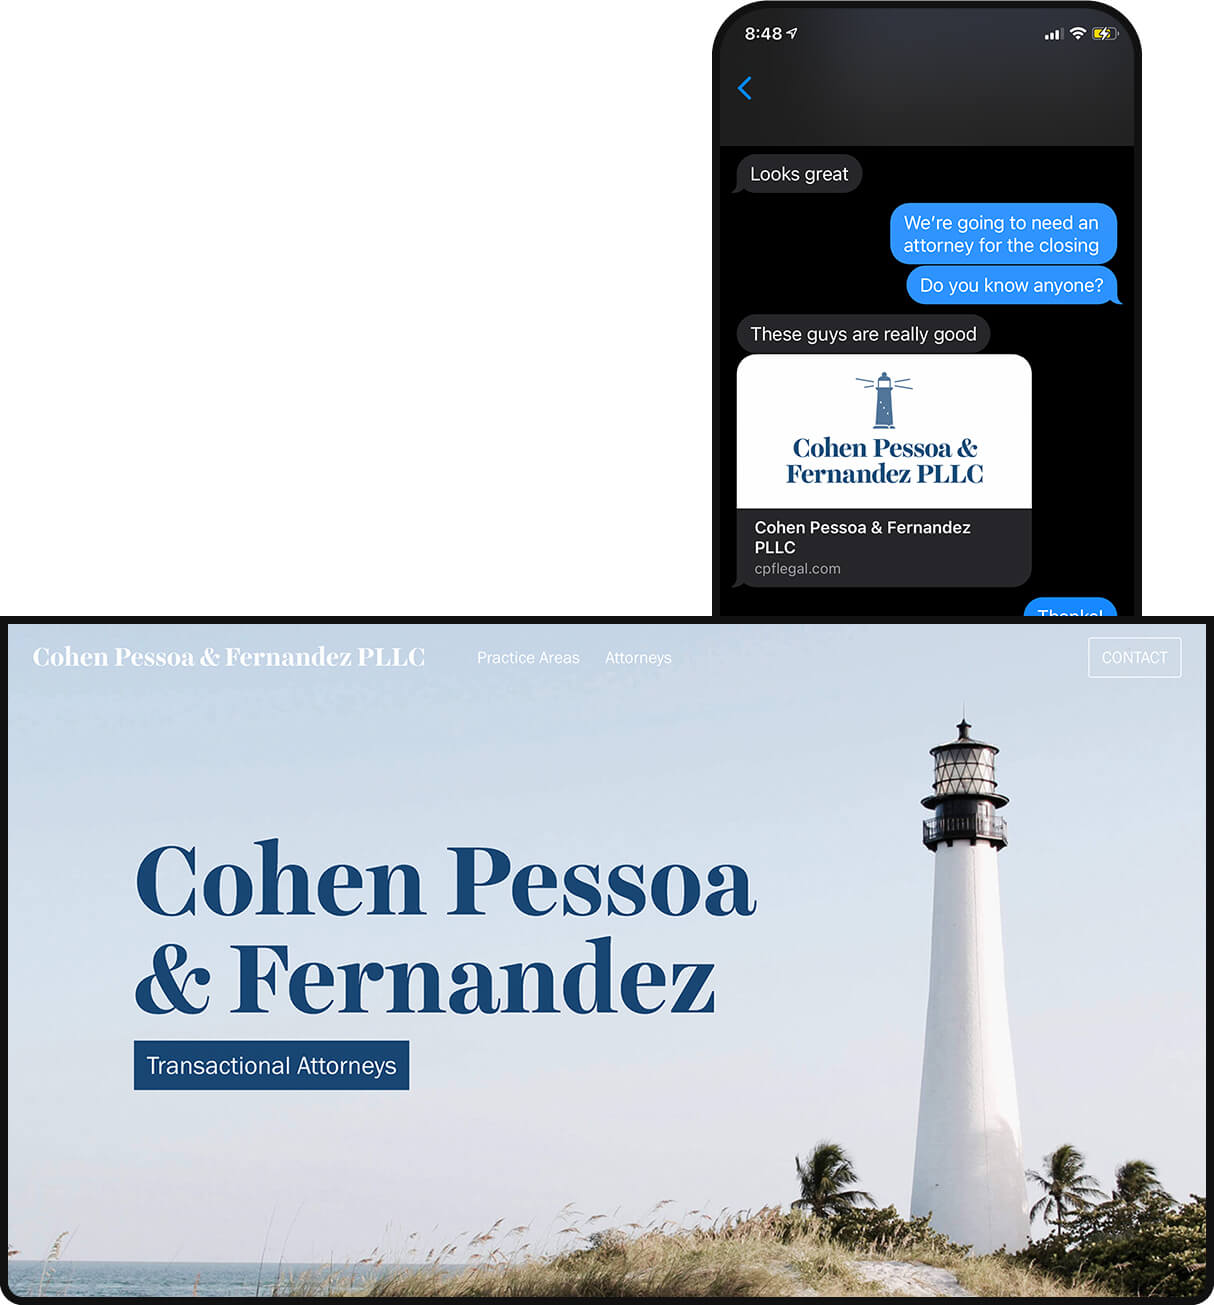 8:48
Looks great
We're going to need an
attorney for the closing
Do you know anyone?
These guys are really good
Cohen Pessoa &
Fernandez PLLC
Cohen Pessoa & Fernandez
PLLC
cpflegal.com
Thanks!
Cohen Pessoa & Fernandez PLLC
Practice Areas
Attorneys
CONTACT
Cohen Pessoa
& Fernandez
Transactional Attorneys